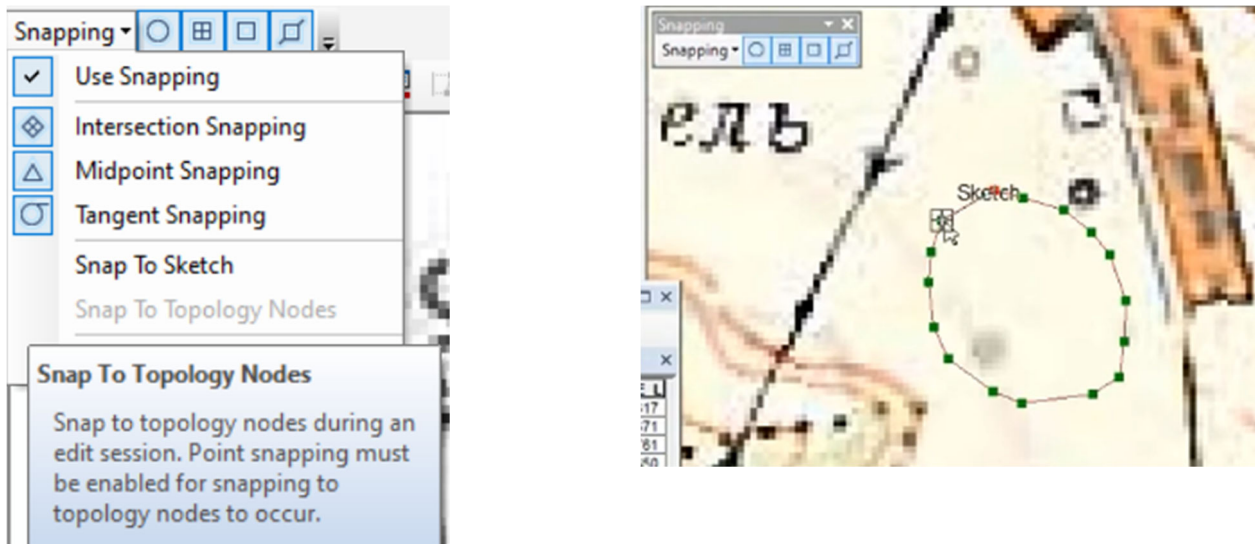 Snapping
Use Snapping
Intersection Snapping
Midpoint Snapping
Tangent Snapping
Snap To Sketch
Snap To Topology Nodes
Snap To Topology Nodes
Snap to topology nodes during an
edit session. Point snapping must
be enabled for snapping to
topology nodes to occur.
Snapping
Snapping
ель
Sketch